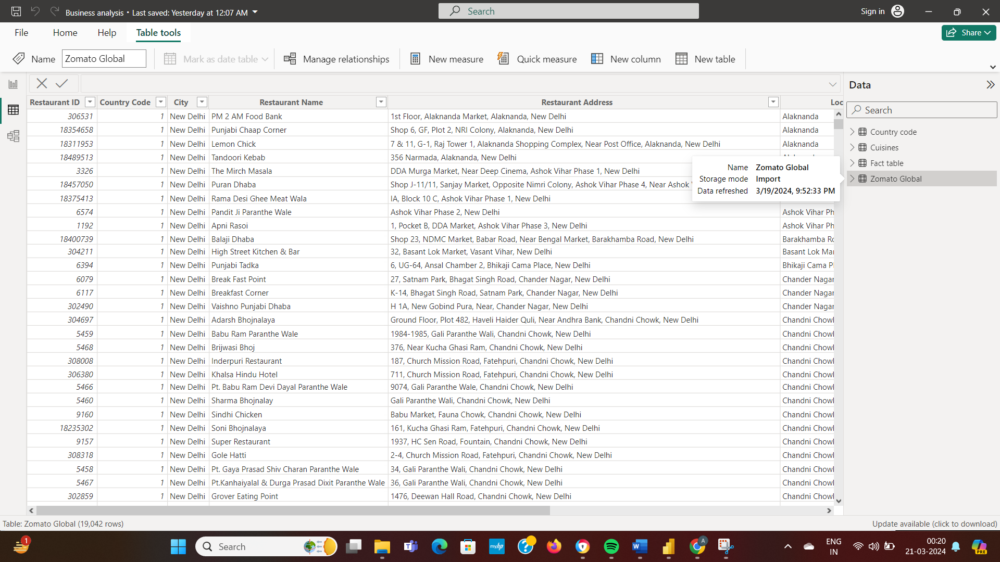 Business analysis • Last saved: Yesterday at 12:07 AM
Search
Sign in
File Home Help Table tools
Share
Name Zomato Global
Mark as date table
Manage relationships
New measure
Quick measure
New column
New table
Data
Search
Country code
Cuisines
Fact table
Zomato Global
Restaurant ID Country Code City Restaurant Name Restaurant Address Loc
306531 1 New Delhi PM 2 AM Food Bank 1st Floor, Alaknanda Market, Alaknanda, New Delhi Alaknanda
18354658 1 New Delhi Punjabi Chaap Corner Shop 6, GF, Plot 2, NRI Colony, Alaknanda, New Delhi Alaknanda
18311953 1 New Delhi Lemon Chick 7 & 11, G-1, Raj Tower 1, Alaknanda Shopping Complex, Near Post Office, Alaknanda, New Delhi Alaknanda
18489513 1 New Delhi Tandoori Kebab 356 Narmada, Alaknanda, New Delhi
3326 1 New Delhi The Mirch Masala DDA Murga Market, Near Deep Cinema, Ashok Vihar Phase 1, New Delhi
18457050 1 New Delhi Puran Dhaba Shop J-11/11, Sanjay Market, Opposite Nimri Colony, Ashok Vihar Phase 4, Near Ashok
18375413 1 New Delhi Rama Desi Ghee Meat Wala IA, Block 10 C, Ashok Vihar Phase 1, New Delhi
6574 1 New Delhi Pandit Ji Paranthe Wale Ashok Vihar Phase 2, New Delhi Ashok Vihar Ph
1192 1 New Delhi Apni Rasoi 1, Pocket B, DDA Market, Ashok Vihar Phase 3, New Delhi Ashok Vihar Ph
18400739 1 New Delhi Balaji Dhaba Shop 23, NDMC Market, Babar Road, Near Bengal Market, Barakhamba Road, New Delhi Barakhamba Ro
304211 1 New Delhi High Street Kitchen & Bar 32, Basant Lok Market, Vasant Vihar, New Delhi Basant Lok Mar
6394 1 New Delhi Punjabi Tadka 6, UG-64, Ansal Chamber 2, Bhikaji Cama Place, New Delhi Bhikaji Cama P
6079 1 New Delhi Break Fast Point 27, Satnam Park, Bhagat Singh Road, Chander Nagar, New Delhi Chander Nagar
6117 1 New Delhi Breakfast Corner K-14, Bhagat Singh Road, Satnam Park, Chander Nagar, New Delhi Chander Nagar
302490 1 New Delhi Vaishno Punjabi Dhaba H 1A, New Gobind Pura, Near, Chander Nagar, New Delhi Chander Nagar
304697 1 New Delhi Adarsh Bhojnalaya Ground Floor, Plot 482, Haveli Haider Quli, Near Andhra Bank, Chandni Chowk, New Delhi Chandni Chowk
5459 1 New Delhi Babu Ram Paranthe Wale 1984-1985, Gali Paranthe Wali, Chandni Chowk, New Delhi Chandni Chowk
5468 1 New Delhi Brijwasi Bhoj 376, Near Kucha Ghasi Ram, Chandni Chowk, New Delhi Chandni Chowk
308008 1 New Delhi Inderpuri Restaurant 187, Church Mission Road, Fatehpuri, Chandni Chowk, New Delhi Chandni Chowk
306380 1 New Delhi Khalsa Hindu Hotel 711, Church Mission Road, Fatehpuri, Chandni Chowk, New Delhi Chandni Chowk
5466 1 New Delhi Pt. Babu Ram Devi Dayal Paranthe Wale 9074, Gali Paranthe Wale, Chandni Chowk, New Delhi Chandni Chowk
5460 1 New Delhi Sharma Bhojnalay Gali Paranthe Wali, Chandni Chowk, New Delhi Chandni Chowk
9160 1 New Delhi Sindhi Chicken Babu Market, Fauna Chowk, Chandni Chowk, New Delhi Chandni Chowk
18235302 1 New Delhi Soni Bhojnalaya 161, Kucha Ghasi Ram, Fatehpuri, Chandni Chowk, New Delhi Chandni Chowk
9157 1 New Delhi Super Restaurant 1937, HC Sen Road, Fountain, Chandni Chowk, New Delhi Chandni Chowk
308318 1 New Delhi Gole Hatti 2-4, Church Mission Road, Fatehpuri, Chandni Chowk, New Delhi Chandni Chowk
5458 1 New Delhi Pt. Gaya Prasad Shiv Charan Paranthe Wale 34, Gali Paranthe Wali, Chandni Chowk, New Delhi Chandni Chowk
5467 1 New Delhi Pt.Kanhaiyalal & Durga Prasad Dixit Paranthe Wale 36, Gali Paranthe Wali, Chandni Chowk, New Delhi Chandni Chowk
302859 1 New Delhi Grover Eating Point 1476, Deewan Hall Road, Chandni Chowk, New Delhi Chandni Chowk
Name Zomato Global
Storage mode Import
Data refreshed 3/19/2024, 9:52:33 PM
Table: Zomato Global (19,042 rows)
Update available (click to download)
1
Search
myhp
A
ENG
IN
00:20
21-03-2024
PRE